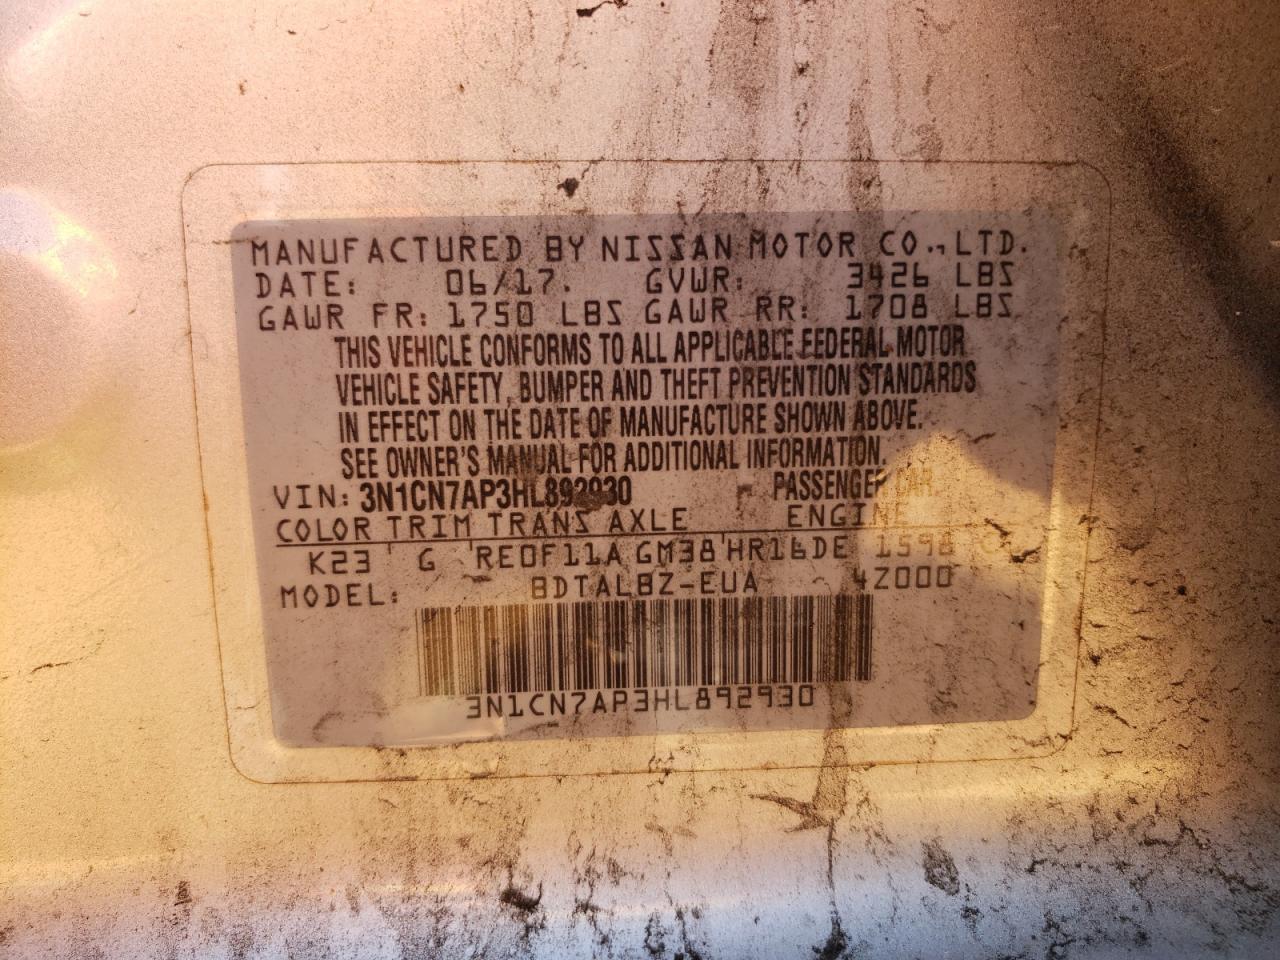 MANUFACTURED BY NISSAN MOTOR CO., LTD.
DATE: 06/17. GVWR: 3426 LBS
GAWR FR: 1750 LBS GAWR RR: 1708 LBS
THIS VEHICLE CONFORMS TO ALL APPLICABLE FEDERAL MOTOR
VEHICLE SAFETY, BUMPER AND THEFT PREVENTION STANDARDS
IN EFFECT ON THE DATE OF MANUFACTURE SHOWN ABOVE.
SEE OWNER'S MANUAL FOR ADDITIONAL INFORMATION.
VIN: 3N1CN7AP3HL892930 PASSENGER CAR.
COLOR TRIM TRANS AXLE ENGINE
K23 G RE0F11A GM38 HR16DE 1598
MODEL: BDTALBZ-EUA 4Z000
3N1CN7AP3HL892930